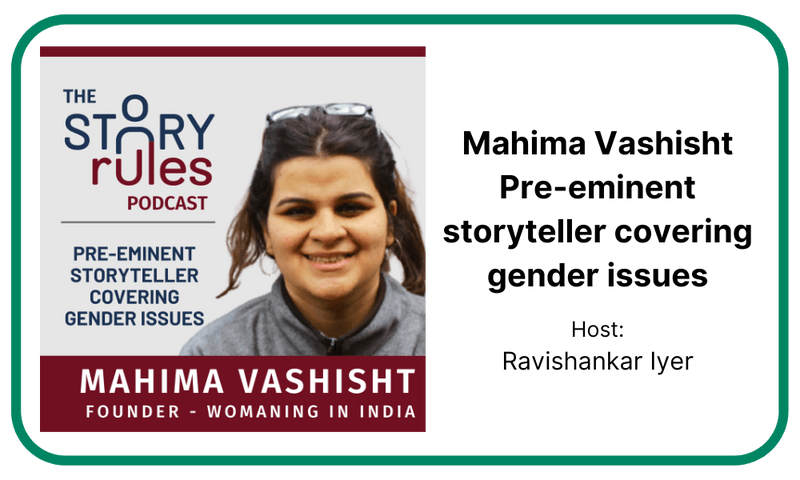 THE
STORY
rules
PODCAST
PRE-EMINENT
STORYTELLER
COVERING
GENDER ISSUES
MAHIMA VASHISHT
FOUNDER - WOMANING IN INDIA
Mahima Vashisht
Pre-eminent
storyteller covering
gender issues
Host:
Ravishankar Iyer